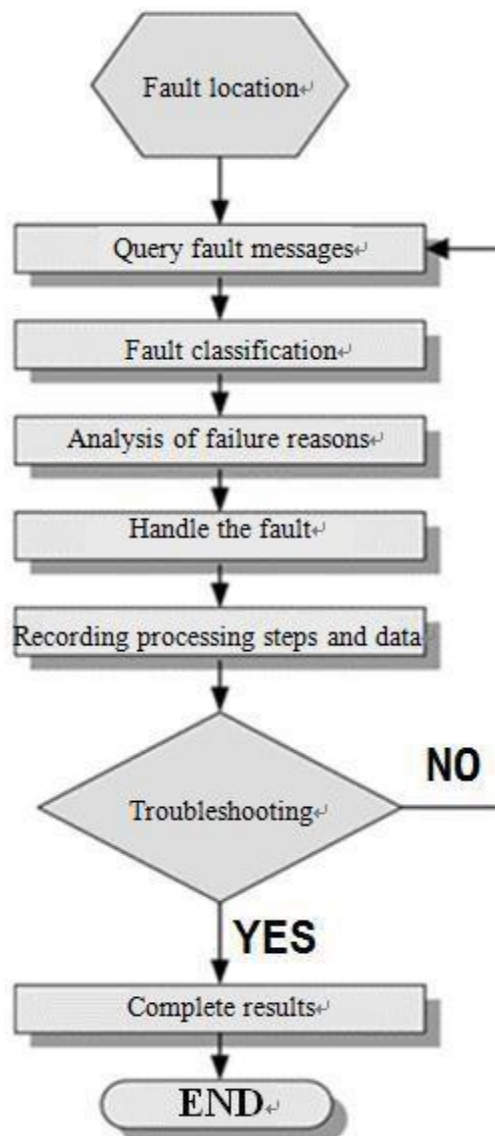 Fault location↵
Query fault messages↵
Fault classification↵
Analysis of failure reasons↵
Handle the fault↵
Recording processing steps and data↵
Troubleshooting↵
NO
YES
Complete results↵
END↵